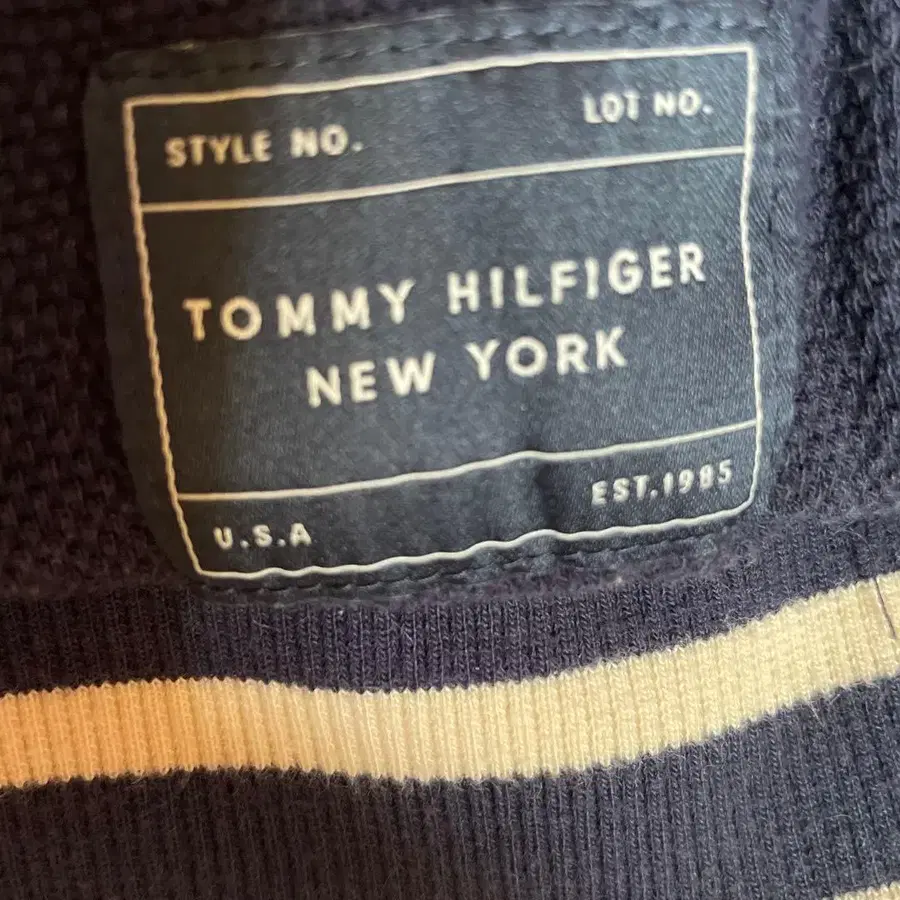 STYLE NO.
LOT NO.
TOMMY HILFIGER
NEW YORK
U.S.A
EST.1985